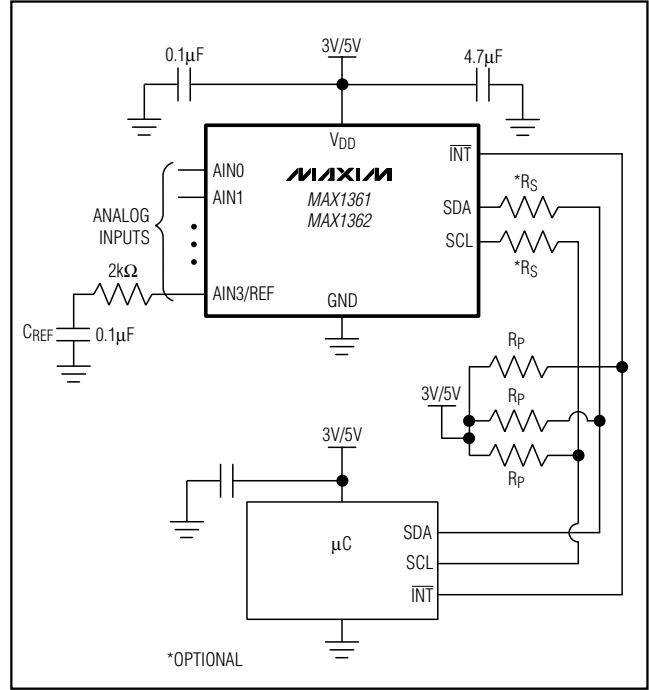 3V/5V
0.1μF
4.7μF
VDD
INT
AIN0
MAXIM
*RS
AIN1
MAX1361
SDA
ANALOG
INPUTS
MAX1362
SCL
*RS
2kΩ
AIN3/REF
GND
CREF
0.1μF
RP
3V/5V
RP
3V/5V
RP
μC
SDA
SCL
INT
*OPTIONAL